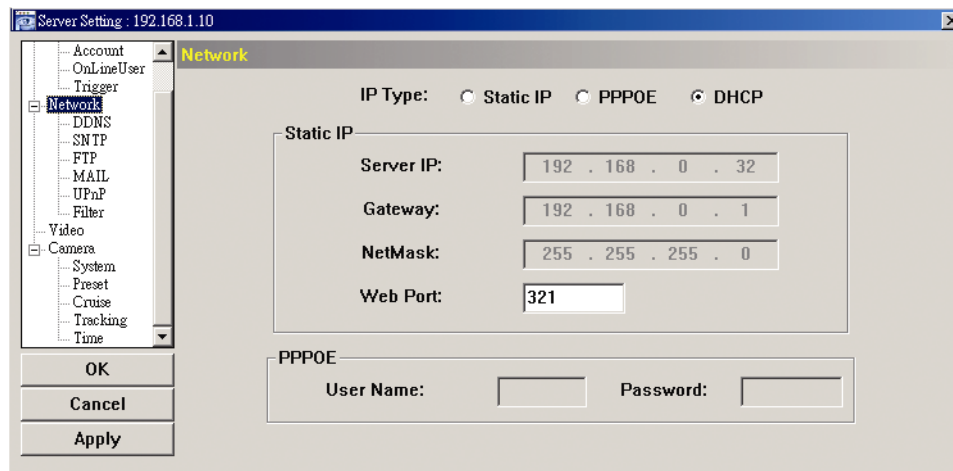 Server Setting : 192.168.1.10
Account
OnLineUser
Trigger
Network
DDNS
SNTP
FTP
MAIL
UPnP
Filter
Video
Camera
System
Preset
Cruise
Tracking
Time
OK
Cancel
Apply
Network
IP Type: Static IP PPPOE DHCP
Static IP
Server IP: 192 . 168 . 0 . 32
Gateway: 192 . 168 . 0 . 1
NetMask: 255 . 255 . 255 . 0
Web Port: 321
PPPOE
User Name: Password: